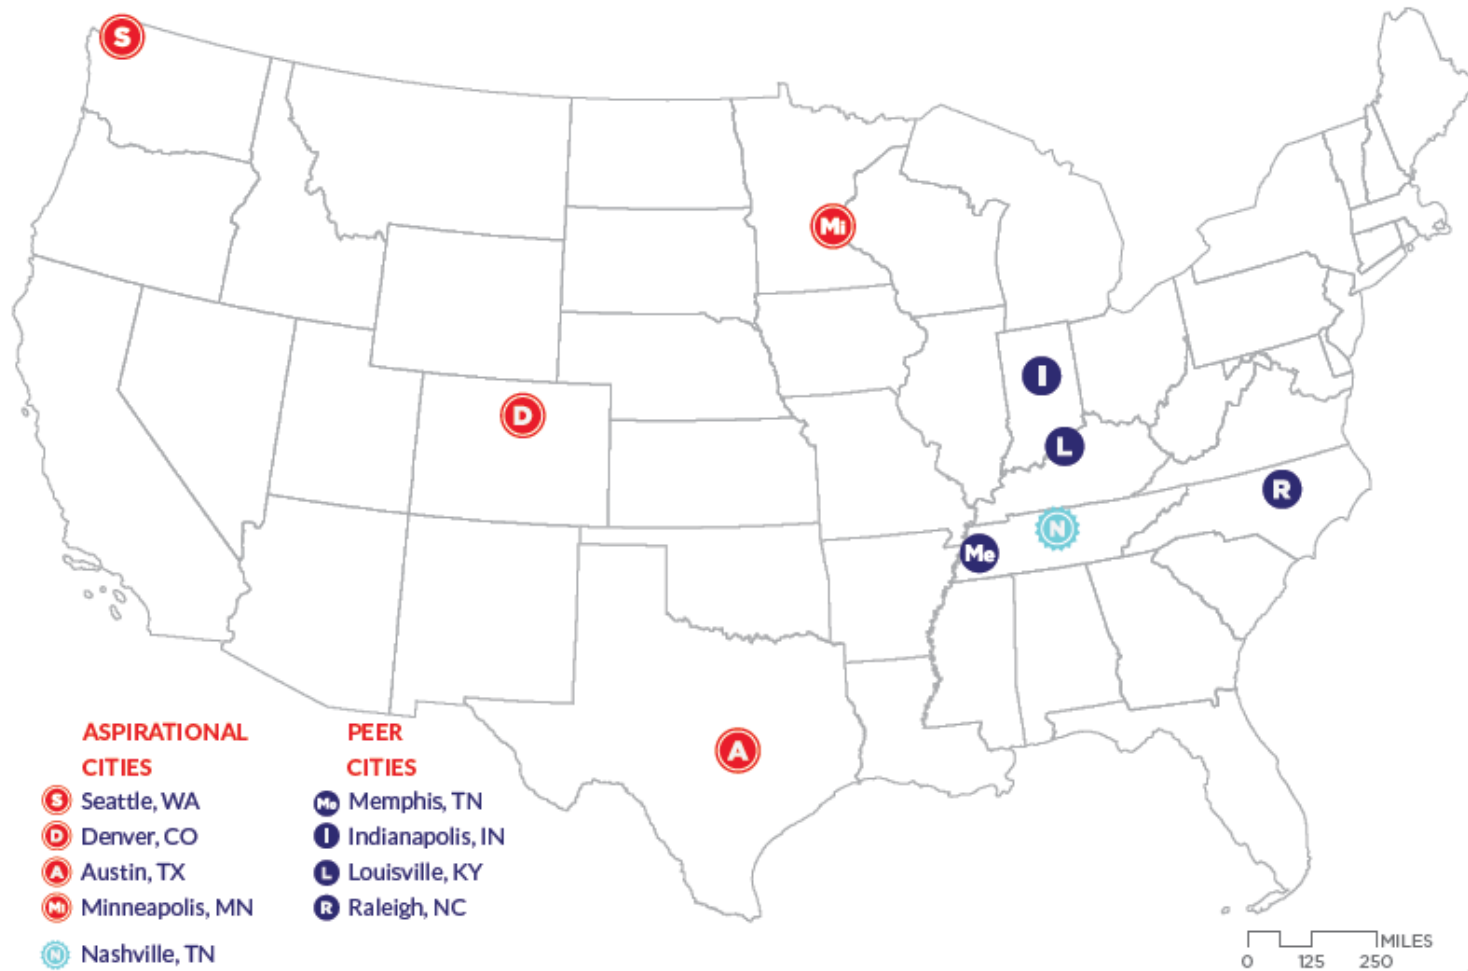 S
Mi
D
I
L
R
N
Me
A
ASPIRATIONAL
CITIES
S Seattle, WA
D Denver, CO
A Austin, TX
Mi Minneapolis, MN
N Nashville, TN
PEER
CITIES
Me Memphis, TN
I Indianapolis, IN
L Louisville, KY
R Raleigh, NC
MILES
0 125 250